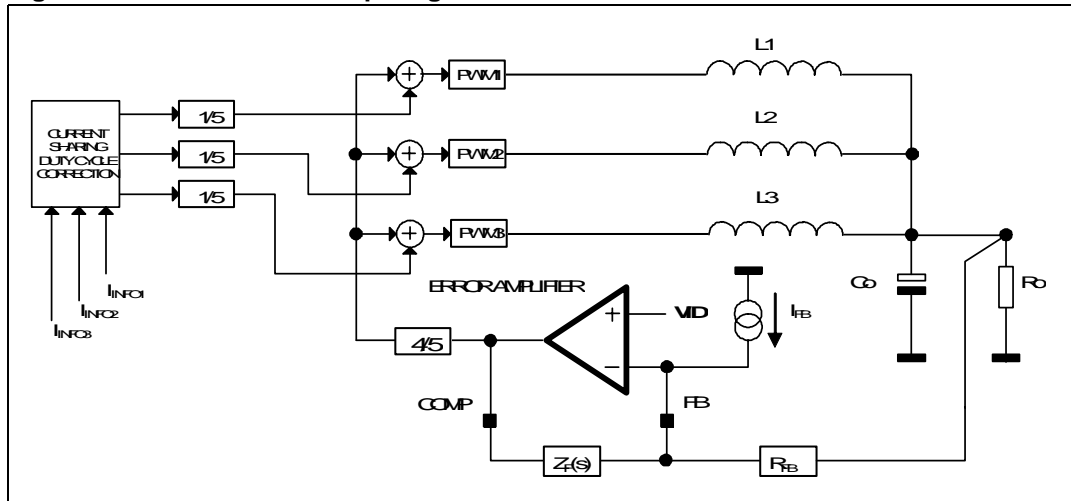 L1
PWM1
1/5
L2
CURRENT
SHARING
DUTY CYCLE
CORRECTION
1/5
PWM2
1/5
L3
PWM3
IINFO1
IINFO2
IINFO3
ERROR AMPLIFIER
Co
Ro
VID
IFB
4/5
COMP
FB
ZF(s)
RFB